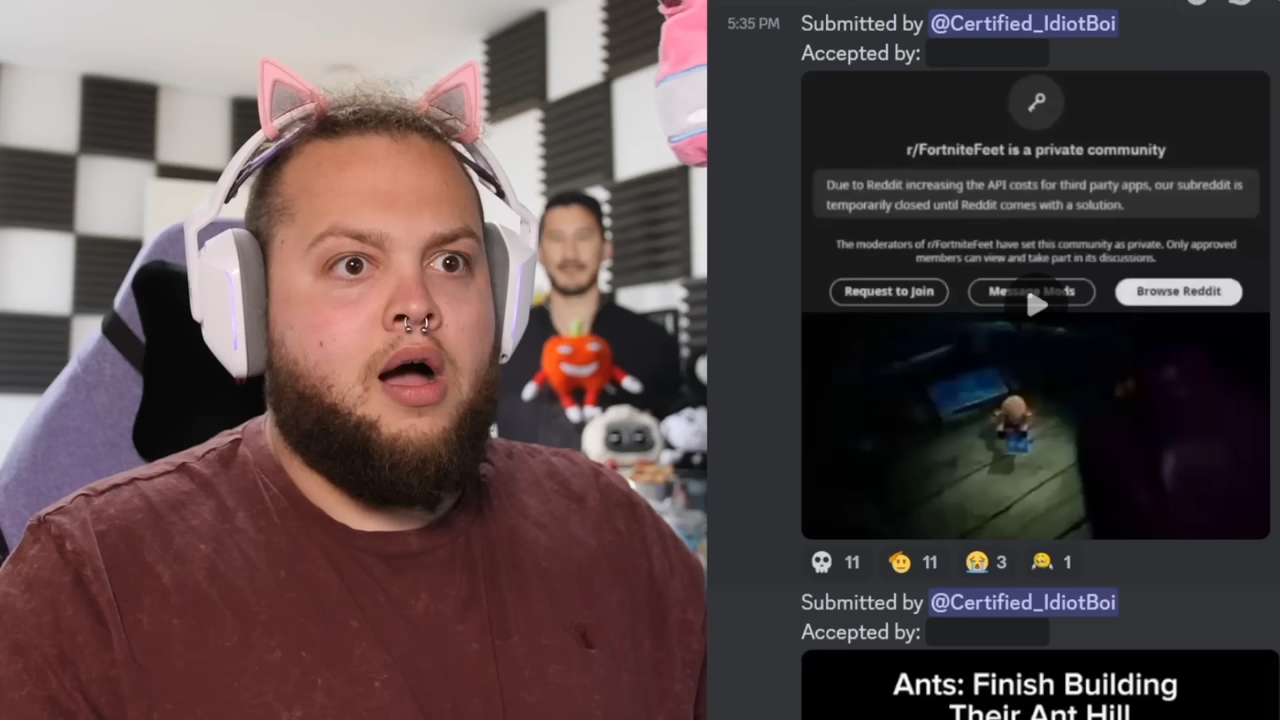 5:35 PM
Submitted by @Certified_IdiotBoi
Accepted by:
r/FortniteFeet is a private community
Due to Reddit increasing the API costs for third party apps, our subreddit is
temporarily closed until Reddit comes with a solution.
The moderators of r/FortniteFeet have set this community as private. Only approved
members can view and take part in its discussions.
Request to Join
Message Mods
Browse Reddit
11
11
3
1
Submitted by @Certified_IdiotBoi
Accepted by:
Ants: Finish Building
Their Ant Hill